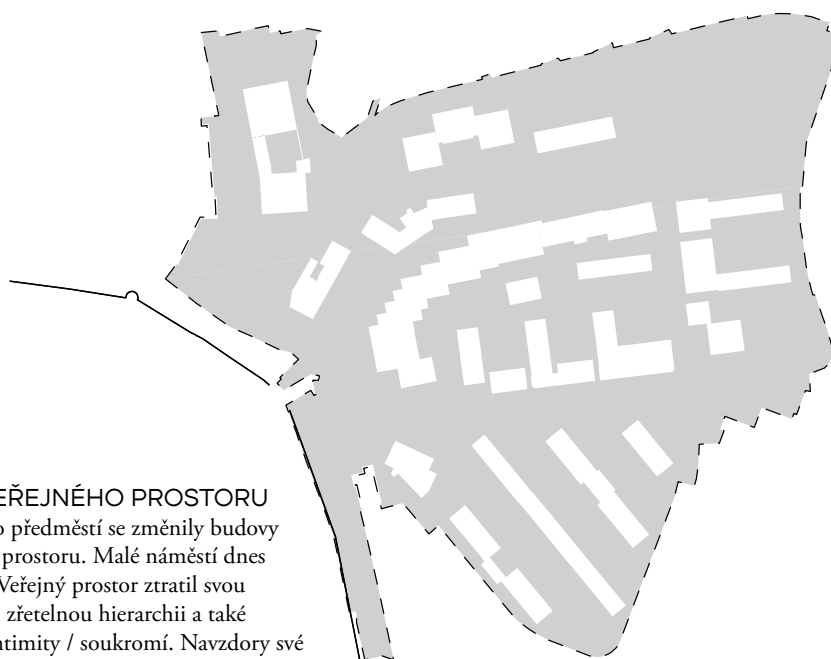 EŘEJNÉHO PROSTORU
o předměstí se změnily budovy
prostoru. Malé náměstí dnes
Veřejný prostor ztratil svou
zřetelnou hierarchii a také
ntimity / soukromí. Navzdory své